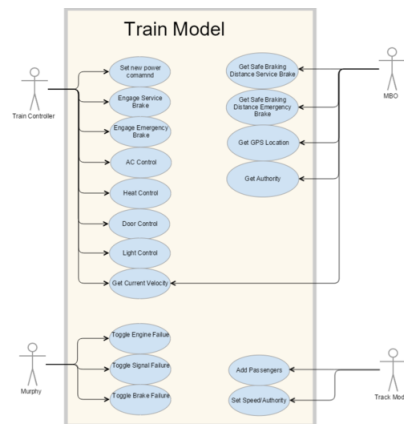 Train Model
Set new power
comamnd
Engage Service
Brake
Engage Emergency
Brake
AC Control
Heat Control
Door Control
Light Control
Get Current Velocity
Toggle Engine Failue
Toggle Signal Failure
Toggle Brake Failure
Get Safe Braking
Distance Service Brake
Get Safe Braking
Distance Emergency
Brake
Get GPS Location
Get Authority
Add Passengers
Set Speed/Authority
Train Controller
Murphy
MBO
Track Mod